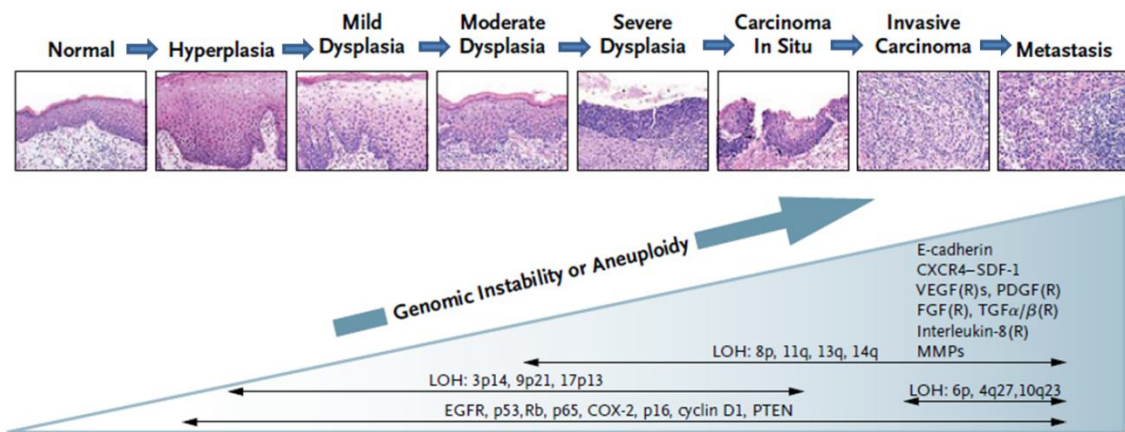 Normal
Hyperplasia
Mild
Dysplasia
Moderate
Dysplasia
Severe
Dysplasia
Carcinoma
In Situ
Invasive
Carcinoma
Metastasis
Genomic Instability or Aneuploidy
E-cadherin
CXCR4–SDF-1
VEGF(R)s, PDGF(R)
FGF(R), TGFα/β(R)
Interleukin-8(R)
MMPs
LOH: 8p, 11q, 13q, 14q
LOH: 3p14, 9p21, 17p13
LOH: 6p, 4q27,10q23
EGFR, p53,Rb, p65, COX-2, p16, cyclin D1, PTEN